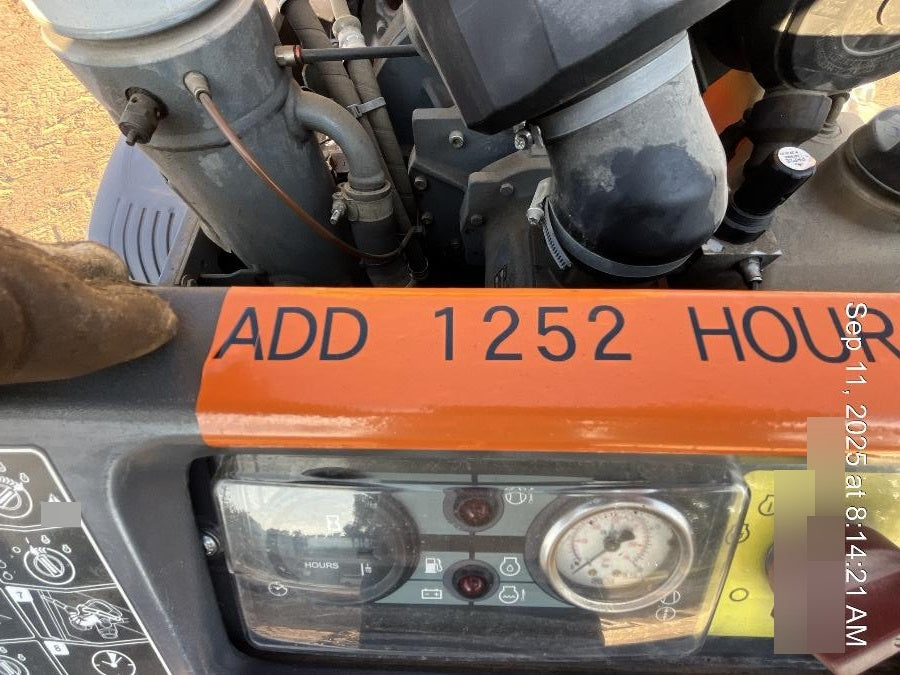 ADD 1252 HOUR
Sep 11, 2025 at 8:14:21 AM
HOURS